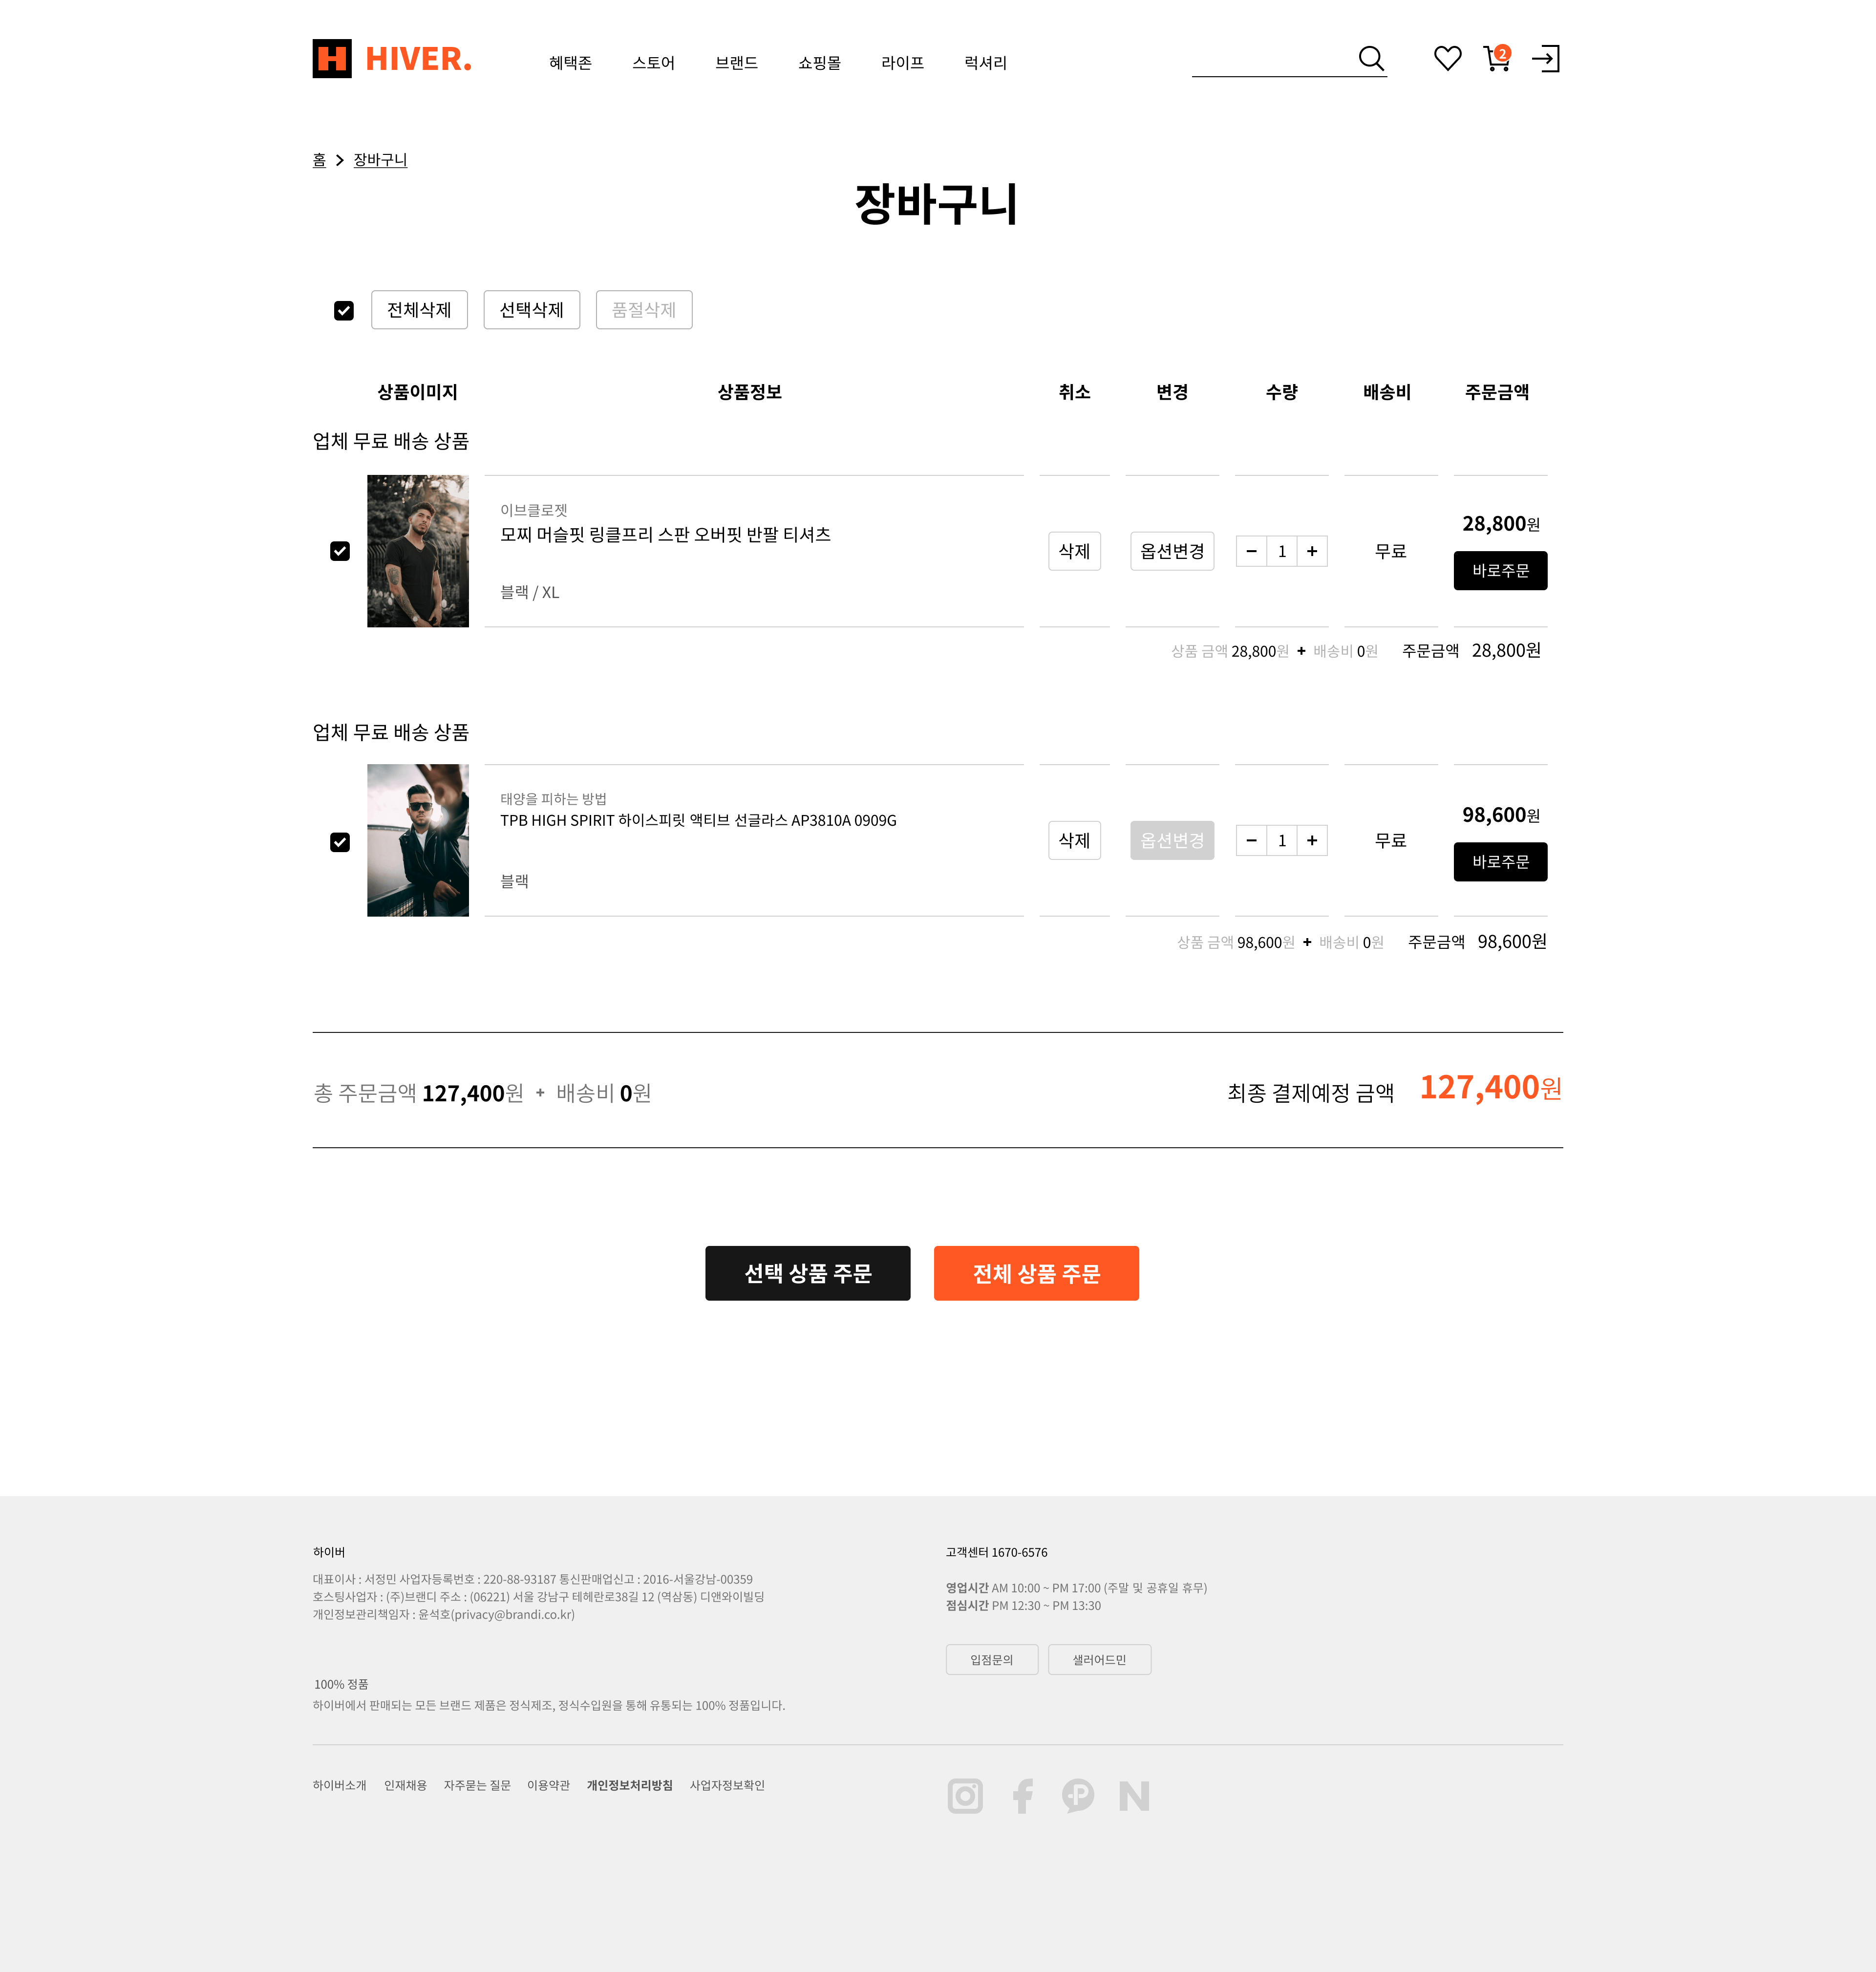 HIVER.
혜택존 스토어 브랜드 쇼핑몰 라이프 럭셔리
2
홈 > 장바구니
장바구니
전체삭제 선택삭제 품절삭제
상품이미지 상품정보 취소 변경 수량 배송비 주문금액
업체 무료 배송 상품
이브클로젯
모찌 머슬핏 링클프리 스판 오버핏 반팔 티셔츠
블랙 / XL
삭제 옵션변경 - 1 + 무료
28,800원
바로주문
상품 금액 28,800원 + 배송비 0원 주문금액 28,800원
업체 무료 배송 상품
태양을 피하는 방법
TPB HIGH SPIRIT 하이스피릿 액티브 선글라스 AP3810A 0909G
블랙
삭제 옵션변경 - 1 + 무료
98,600원
바로주문
상품 금액 98,600원 + 배송비 0원 주문금액 98,600원
총 주문금액 127,400원 + 배송비 0원
최종 결제예정 금액 127,400원
선택 상품 주문 전체 상품 주문
하이버
대표이사 : 서정민 사업자등록번호 : 220-88-93187 통신판매업신고 : 2016-서울강남-00359
호스팅사업자 : (주)브랜디 주소 : (06221) 서울 강남구 테헤란로38길 12 (역삼동) 디앤와이빌딩
개인정보관리책임자 : 윤석호(privacy@brandi.co.kr)
100% 정품
하이버에서 판매되는 모든 브랜드 제품은 정식제조, 정식수입원을 통해 유통되는 100% 정품입니다.
고객센터 1670-6576
영업시간 AM 10:00 ~ PM 17:00 (주말 및 공휴일 휴무)
점심시간 PM 12:30 ~ PM 13:30
입점문의 샐러어드민
하이버소개 인재채용 자주묻는 질문 이용약관 개인정보처리방침 사업자정보확인